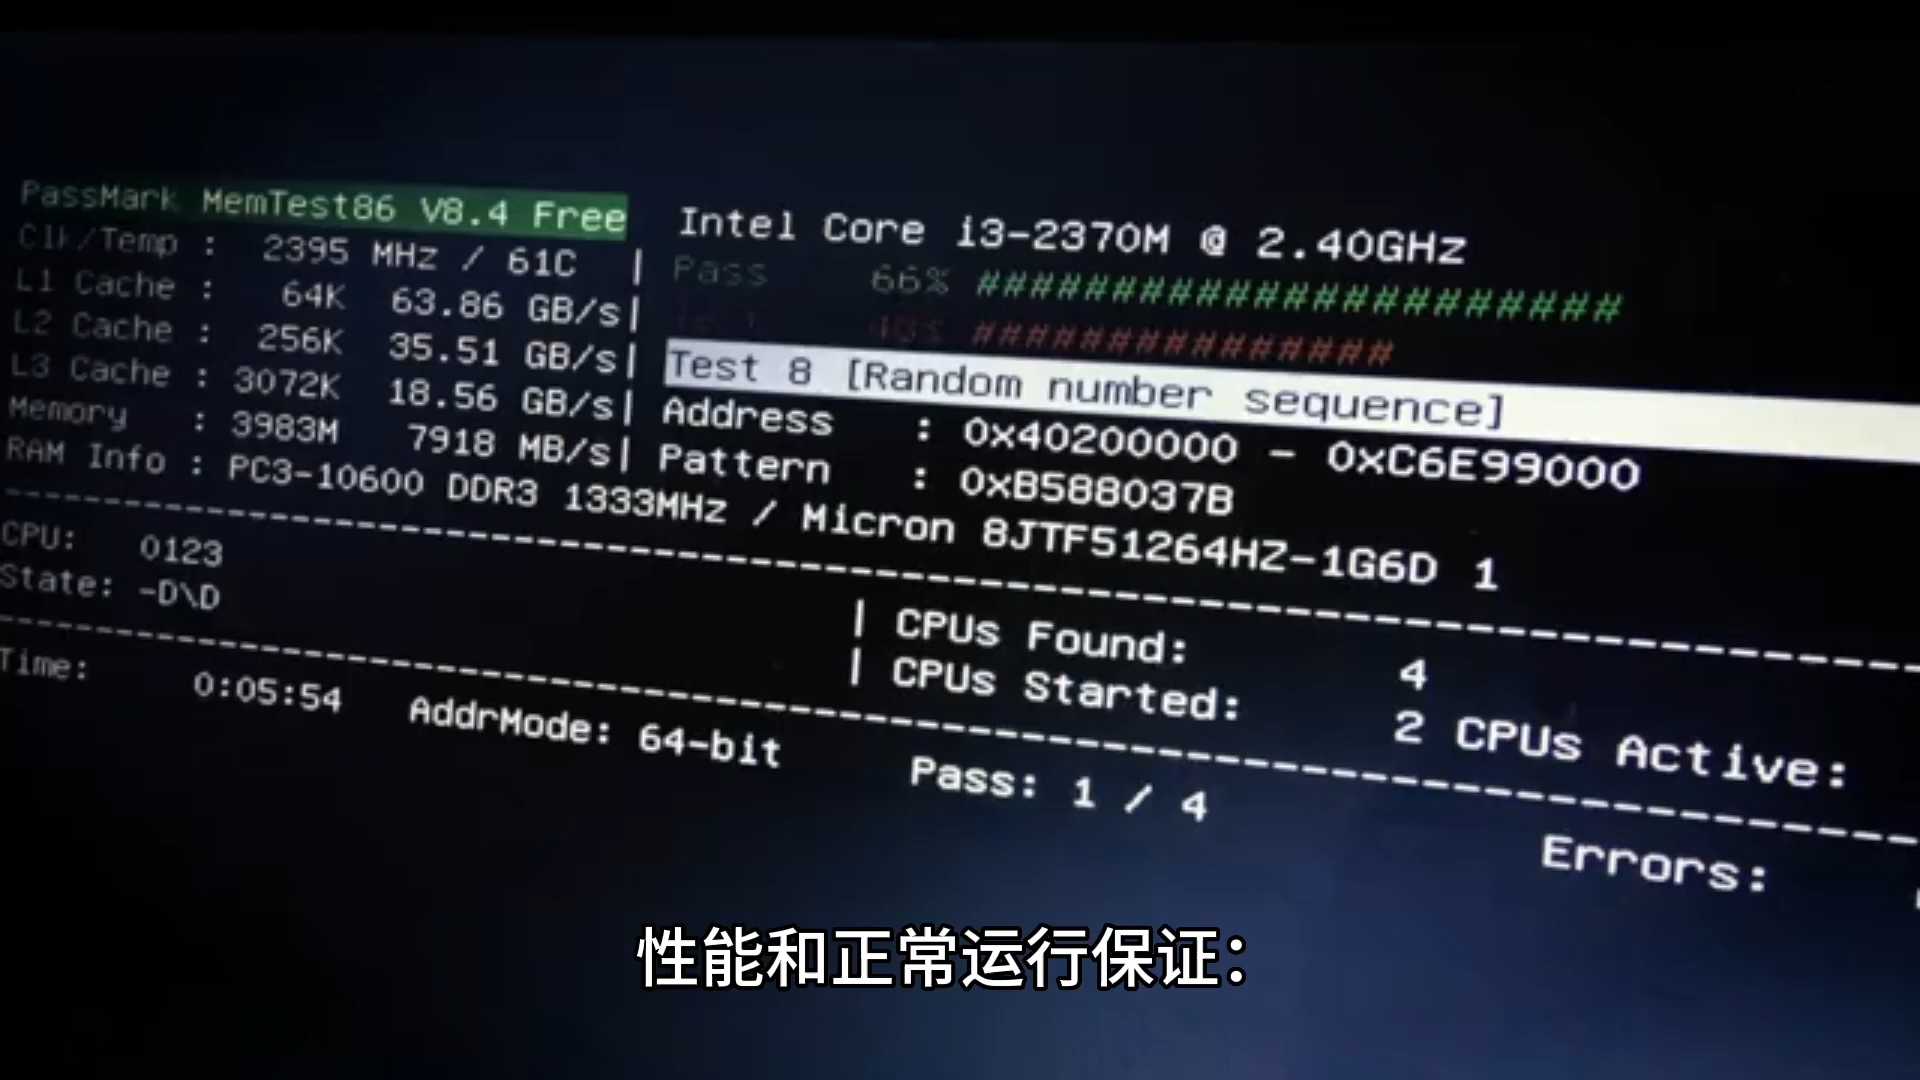 PassMark MemTest86 V8.4 Free Intel Core i3-2370M @ 2.40GHz
Clk/Temp : 2395 MHz / 61C | Pass 66% ########################
L1 Cache : 64K 63.86 GB/s| ###############
L2 Cache : 256K 35.51 GB/s| Test 8 [Random number sequence]
L3 Cache : 3072K 18.56 GB/s| Address : 0x40200000 - 0xC6E99000
Memory : 3983M 7918 MB/s| Pattern : 0xB588037B
RAM Info : PC3-10600 DDR3 1333MHz / Micron 8JTF51264HZ-1G6D 1
CPU: 0123 | CPUs Found: 4
State: -D\D | CPUs Started: 2 CPUs Active:
Time: 0:05:54 AddrMode: 64-bit Pass: 1 / 4 Errors:
性能和正常运行保证：